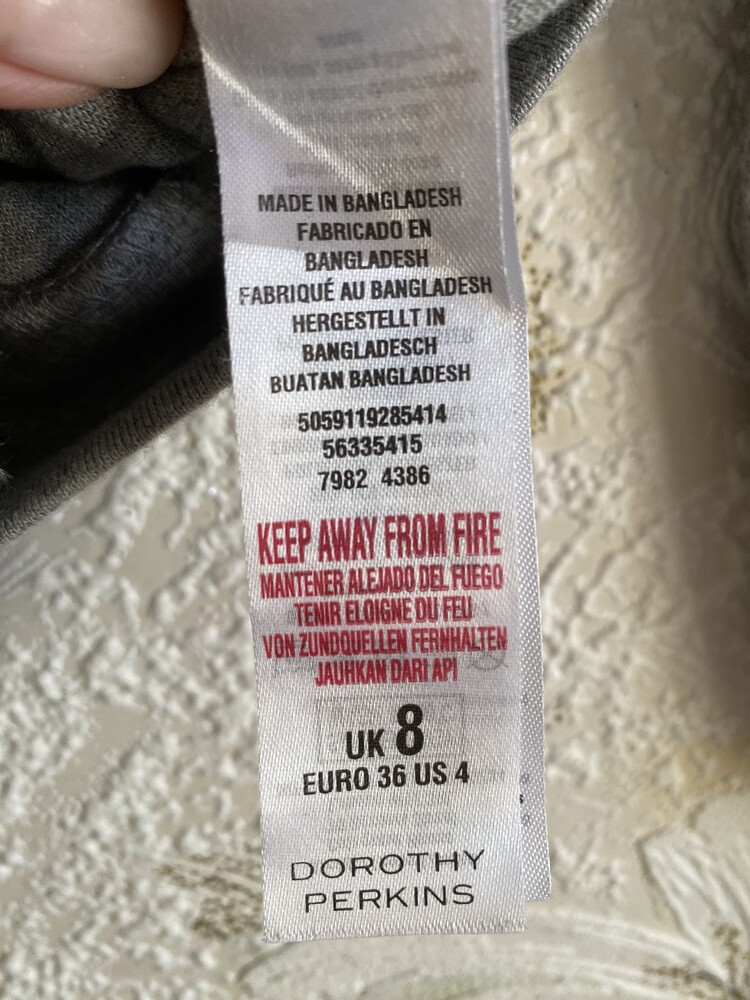 MADE IN BANGLADESH
FABRICADO EN
BANGLADESH
FABRIQUÉ AU BANGLADESH
HERGESTELLT IN
BANGLADESCH
BUATAN BANGLADESH
5059119285414
56335415
7982 4386
KEEP AWAY FROM FIRE
MANTENER ALEJADO DEL FUEGO
TENIR ELOIGNE DU FEU
VON ZUNDQUELLEN FERNHALTEN
JAUHKAN DARI API
UK 8
EURO 36 US 4
DOROTHY
PERKINS